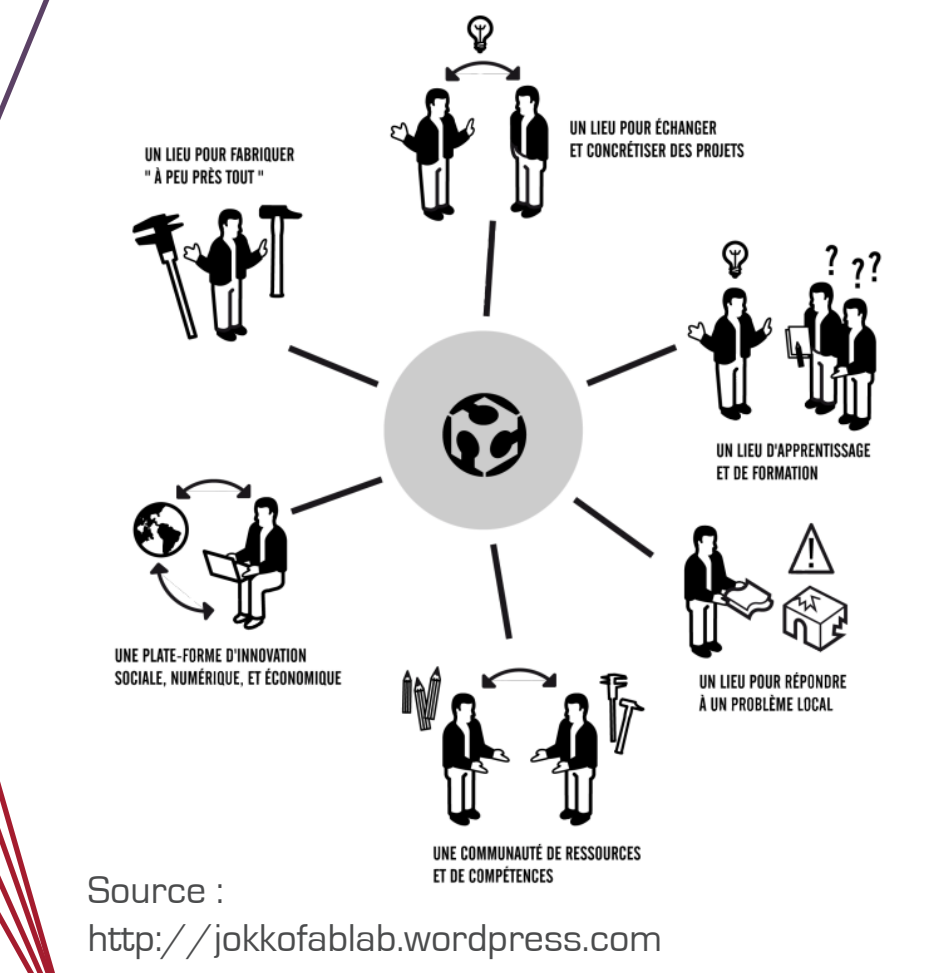 UN LIEU POUR ÉCHANGER
ET CONCRÉTISER DES PROJETS
UN LIEU POUR FABRIQUER
" À PEU PRÈS TOUT "
? ? ?
UN LIEU D'APPRENTISSAGE
ET DE FORMATION
!
UNE PLATE-FORME D'INNOVATION
SOCIALE, NUMÉRIQUE, ET ÉCONOMIQUE
UN LIEU POUR RÉPONDRE
À UN PROBLÈME LOCAL
UNE COMMUNAUTÉ DE RESSOURCES
ET DE COMPÉTENCES
Source :
http://jokkofablab.wordpress.com